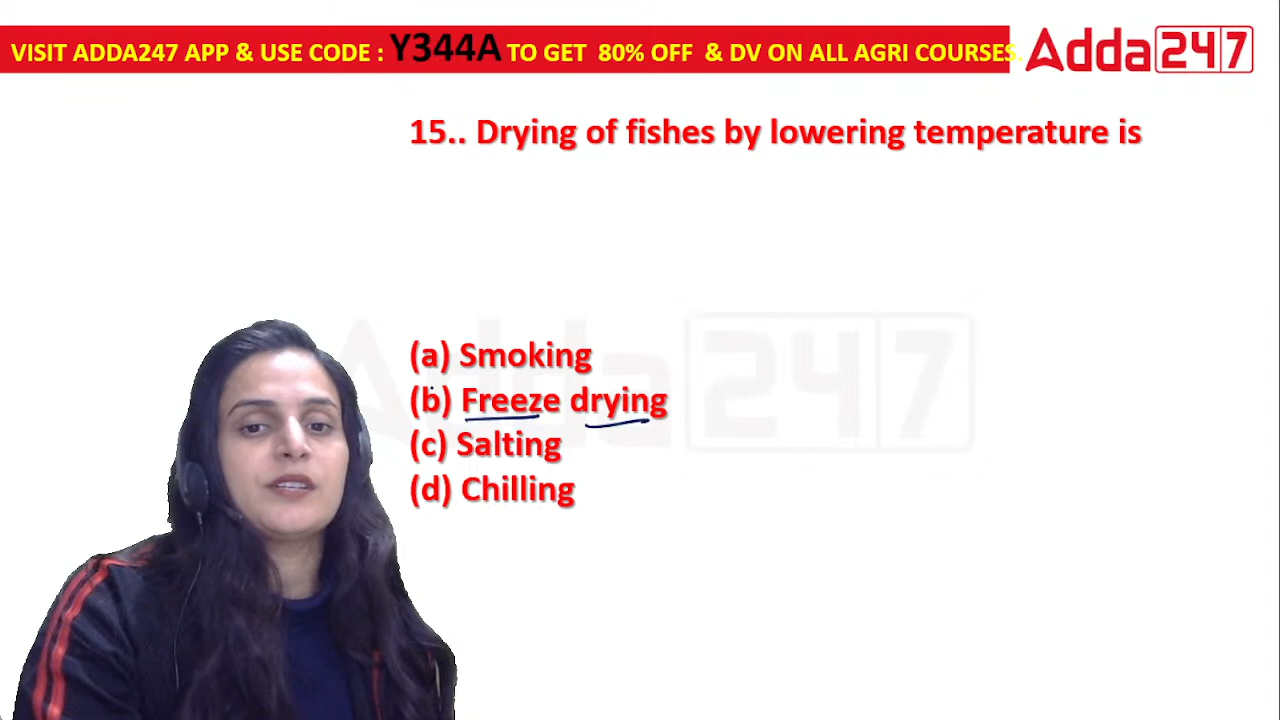 VISIT ADDA247 APP & USE CODE : Y344A TO GET 80% OFF & DV ON ALL AGRI COURSES.
Adda247
15.. Drying of fishes by lowering temperature is
Adda247
(a) Smoking
(b) Freeze drying
(c) Salting
(d) Chilling